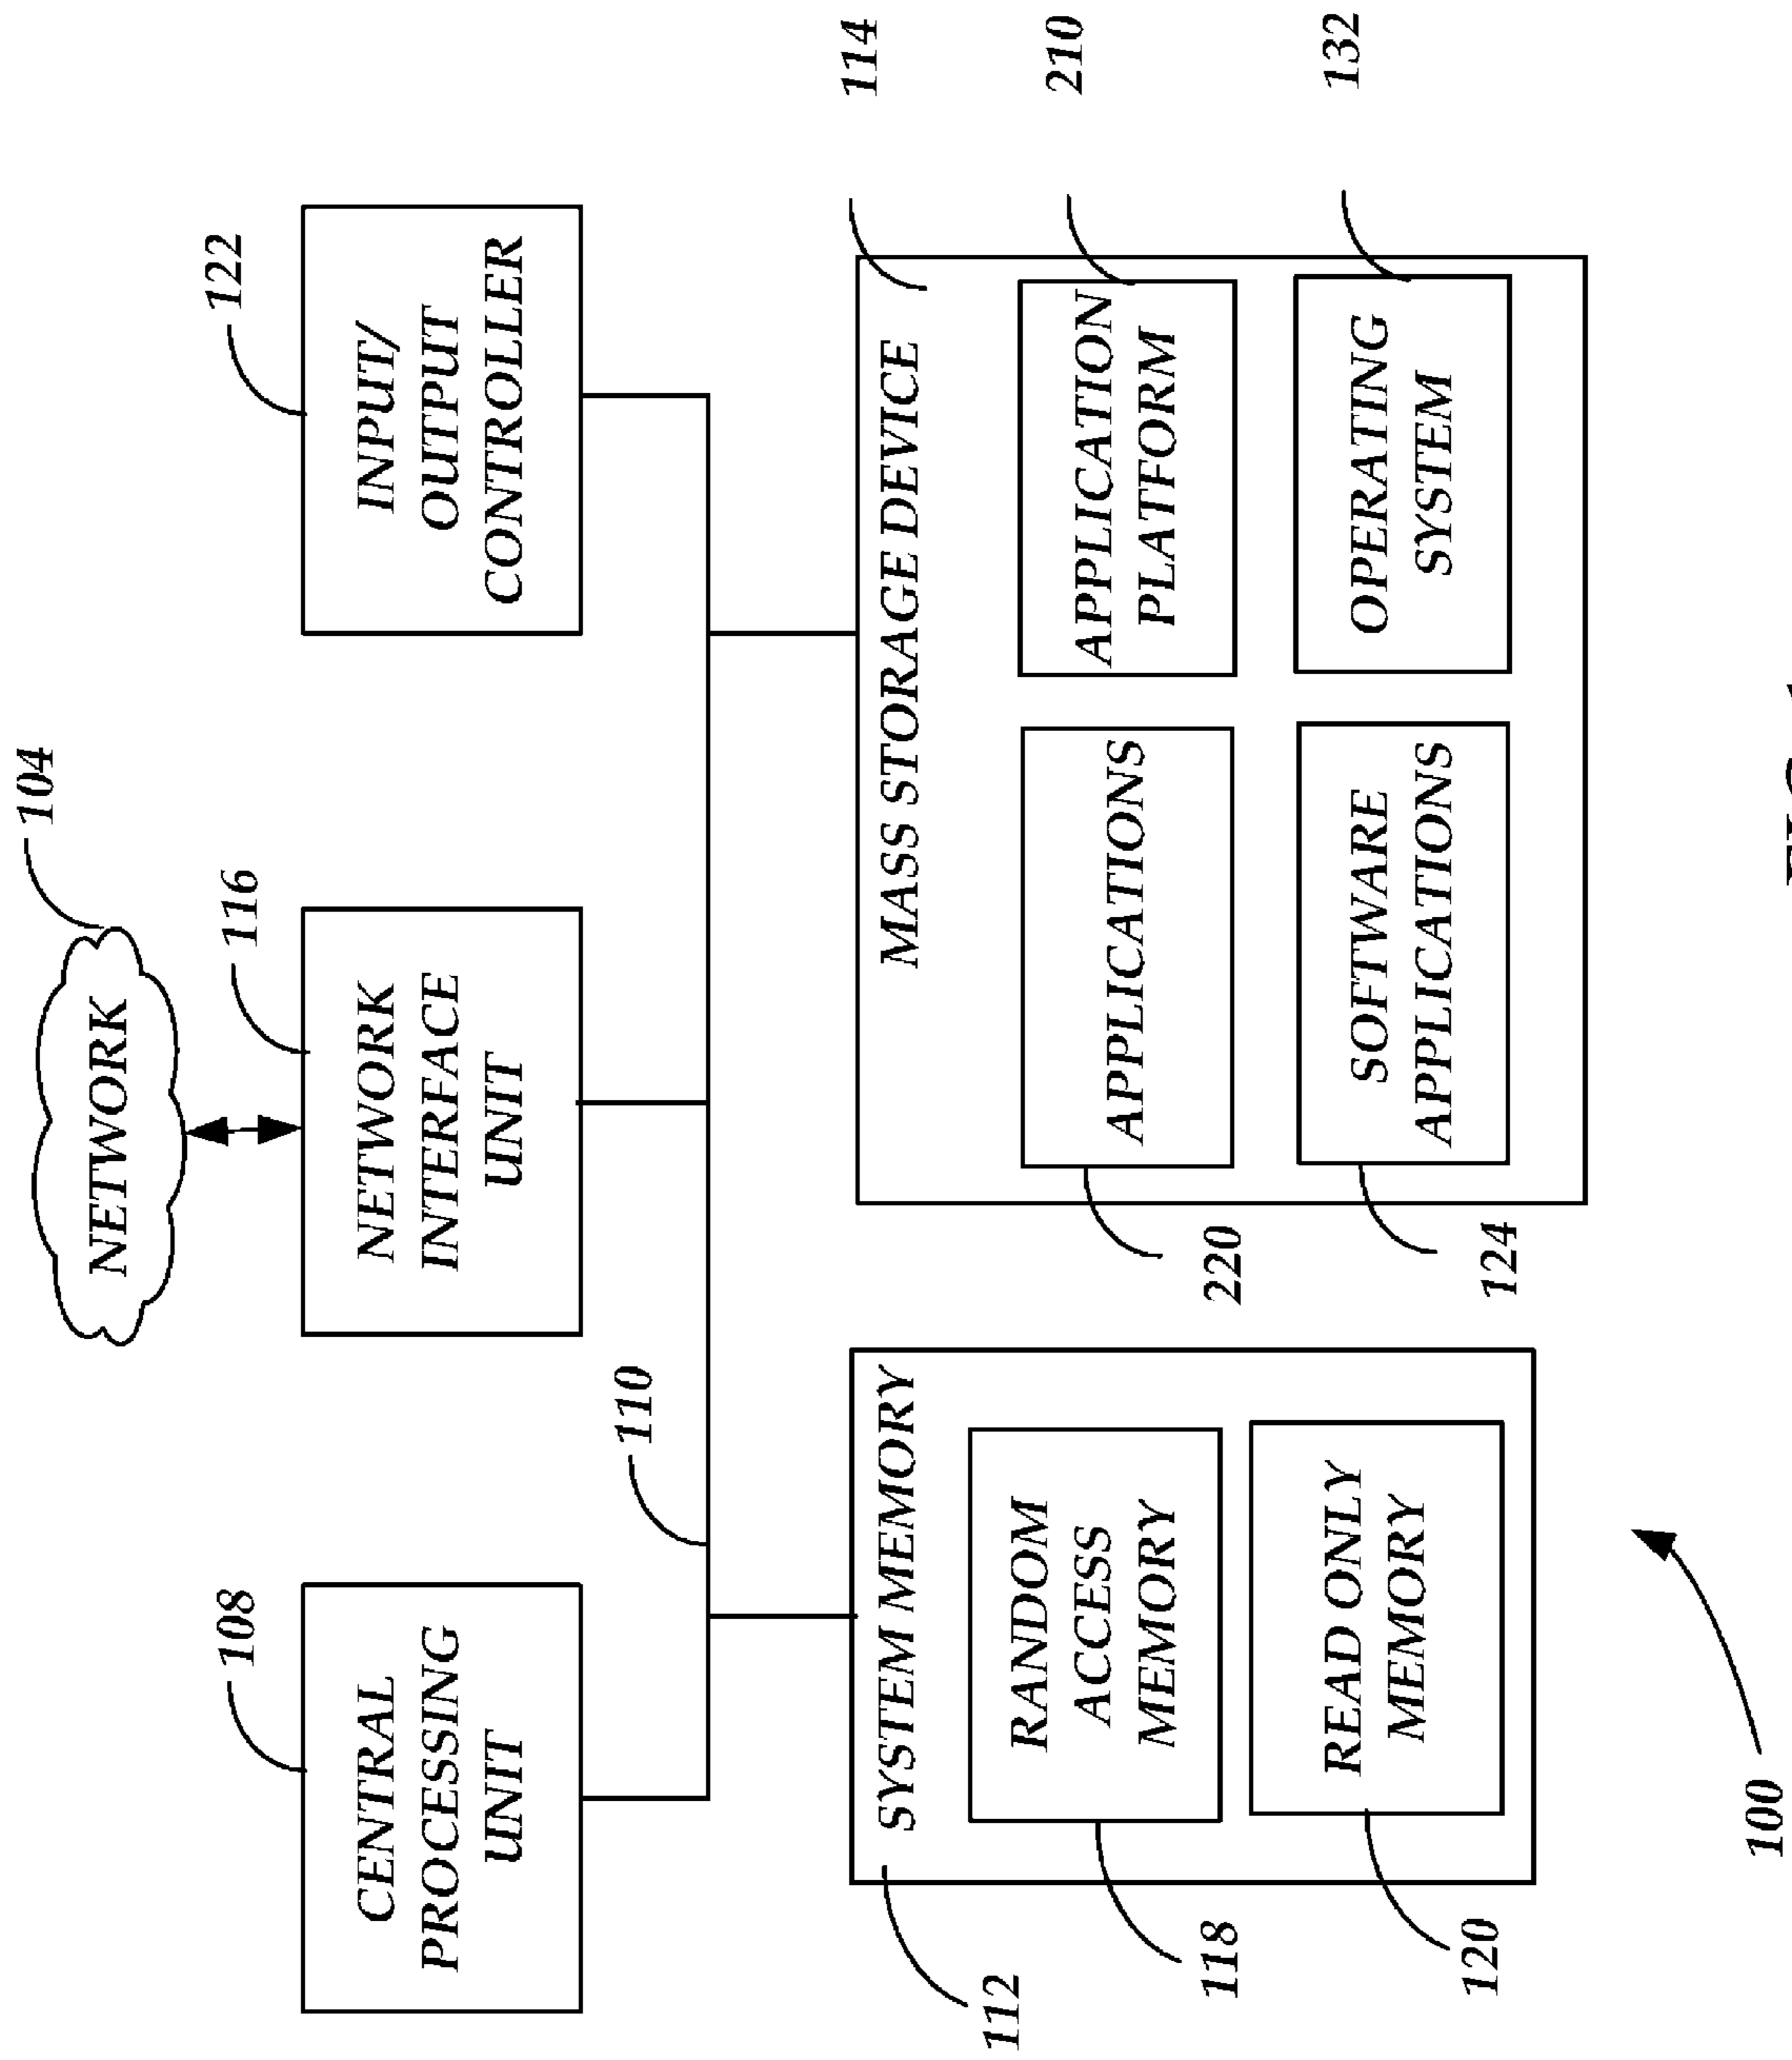 104
NETWORK
108
116
122
CENTRAL
PROCESSING
UNIT
NETWORK
INTERFACE
UNIT
INPUT/
OUTPUT
CONTROLLER
110
112
SYSTEM MEMORY
RANDOM
ACCESS
MEMORY
118
READ ONLY
MEMORY
120
114
MASS STORAGE DEVICE
APPLICATIONS
220
APPLICATION
PLATFORM
210
SOFTWARE
APPLICATIONS
124
OPERATING
SYSTEM
132
100